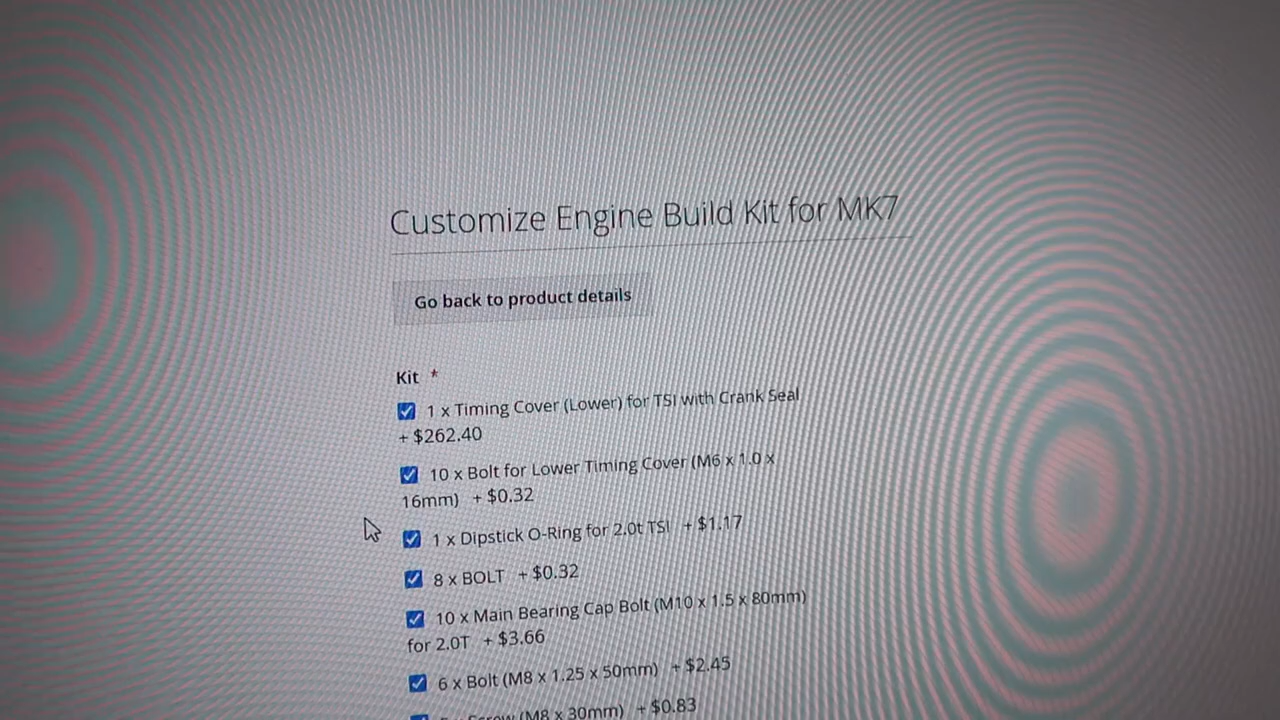 Customize Engine Build Kit for MK7
Go back to product details
Kit *
1 x Timing Cover (Lower) for TSI with Crank Seal
+ $262.40
10 x Bolt for Lower Timing Cover (M6 x 1.0 x
16mm) + $0.32
1 x Dipstick O-Ring for 2.0t TSI + $1.17
8 x BOLT + $0.32
10 x Main Bearing Cap Bolt (M10 x 1.5 x 80mm)
for 2.0T + $3.66
6 x Bolt (M8 x 1.25 x 50mm) + $2.45
Screw (M8 x 30mm) + $0.83